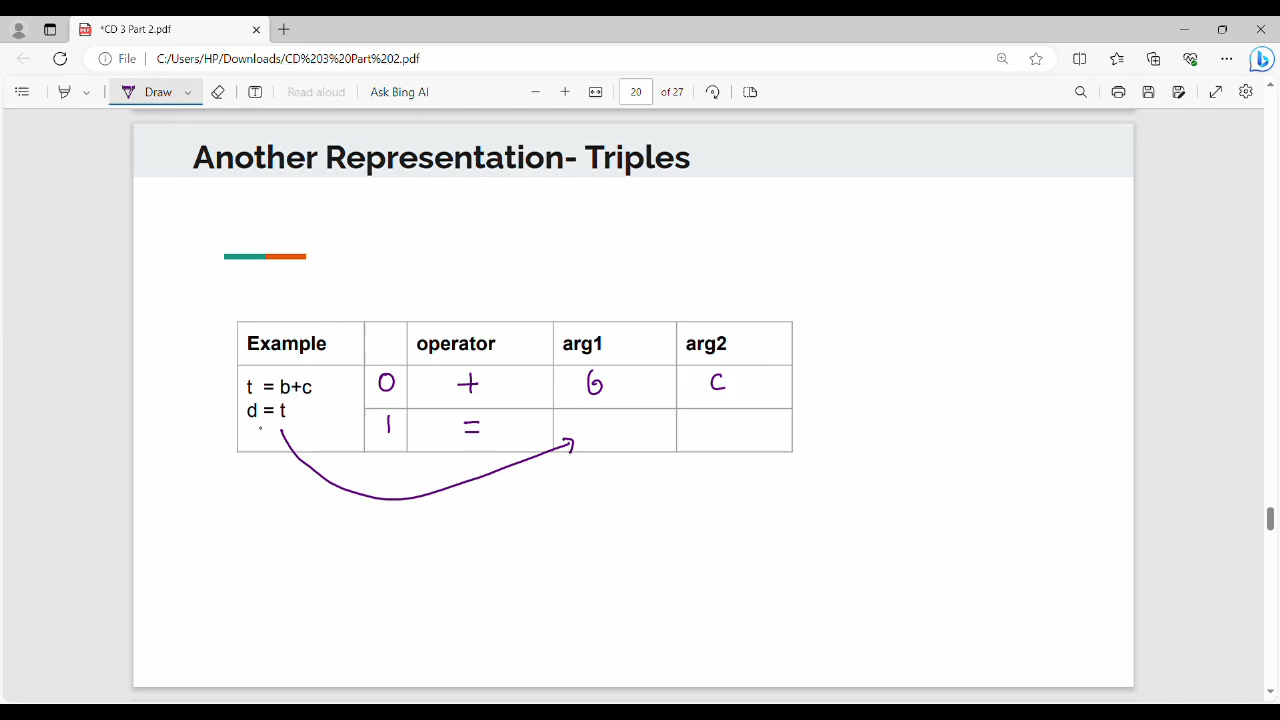 *CD 3 Part 2.pdf
File C:/Users/HP/Downloads/CD%203%20Part%202.pdf
Draw Read aloud Ask Bing AI 20 of 27
Another Representation- Triples
Example operator arg1 arg2
t = b+c 0 + b c
d = t 1 =